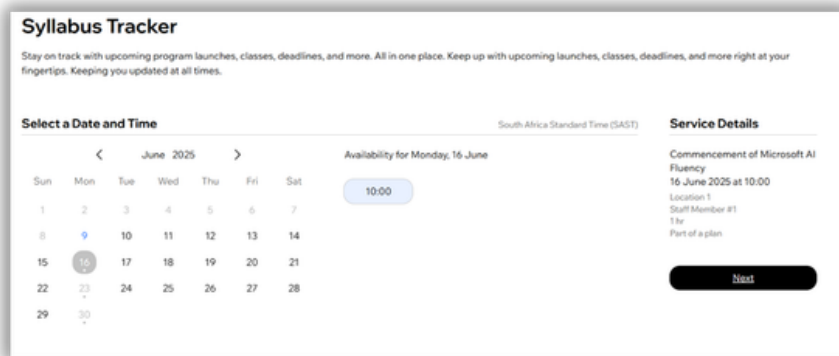 Syllabus Tracker
Stay on track with upcoming program launches, classes, deadlines, and more. All in one place. Keep up with upcoming launches, classes, deadlines, and more right at your
fingertips. Keeping you updated at all times.
Select a Date and Time
South Africa Standard Time (SAST)
June 2025
Sun Mon Tue Wed Thu Fri Sat
1 2 3 4 5 6 7
8 9 10 11 12 13 14
15 16 17 18 19 20 21
22 23 24 25 26 27 28
29 30
Availability for Monday, 16 June
10:00
Service Details
Commencement of Microsoft AI
Fluency
16 June 2025 at 10:00
Location 1
Staff Member #1
1 hr
Part of a plan
Next